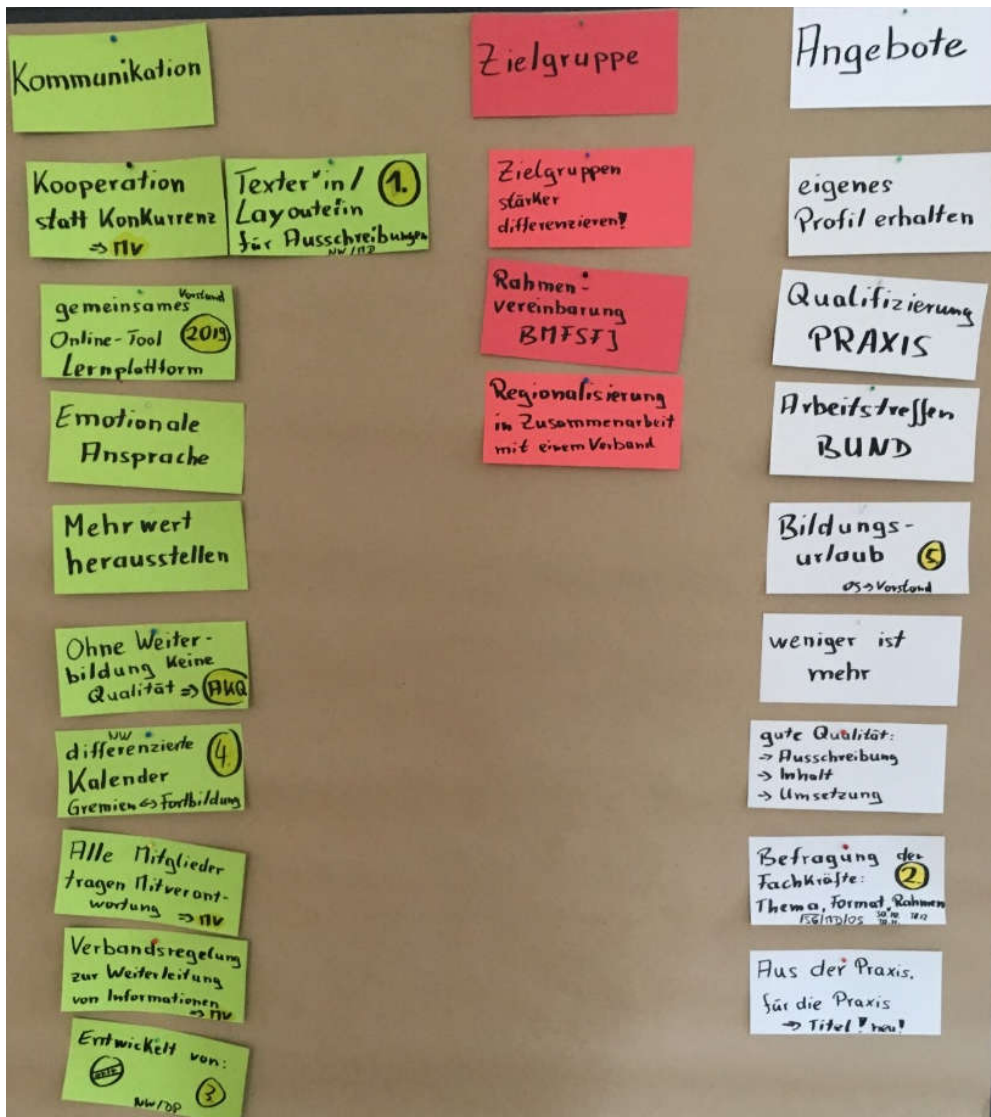 Kommunikation
Kooperation
statt Konkurrenz
⇒ MV
Texter*in/ 1.
Layouter*in
für Ausschreibungen
gemeinsames Vorstand
Online-Tool 2019
Lernplattform
Emotionale
Ansprache
Mehrwert
herausstellen
Ohne Weiter-
bildung keine
Qualität ⇒ AKQ
NW
differenzierte 4.
Kalender
Gremien ⇔ Fortbildung
Alle Mitglieder
tragen Mitverant-
wortung ⇒ MV
Verbandsregelung
zur Weiterleitung
von Informationen
⇒ MV
Entwickelt von:
3
Zielgruppe
Zielgruppen
stärker
differenzieren!
Rahmen-
vereinbarung
BMFSFJ
Regionalisierung
in Zusammenarbeit
mit einem Verband
Angebote
eigenes
Profil erhalten
Qualifizierung
PRAXIS
Arbeitstreffen
BUND
Bildungs-
urlaub 5
OS → Vorstand
weniger ist
mehr
gute Qualität:
→ Ausschreibung
→ Inhalt
→ Umsetzung
Befragung der
Fachkräfte: 2.
Thema, Format, Rahmen
Aus der Praxis,
für die Praxis
→ Titel! neu!